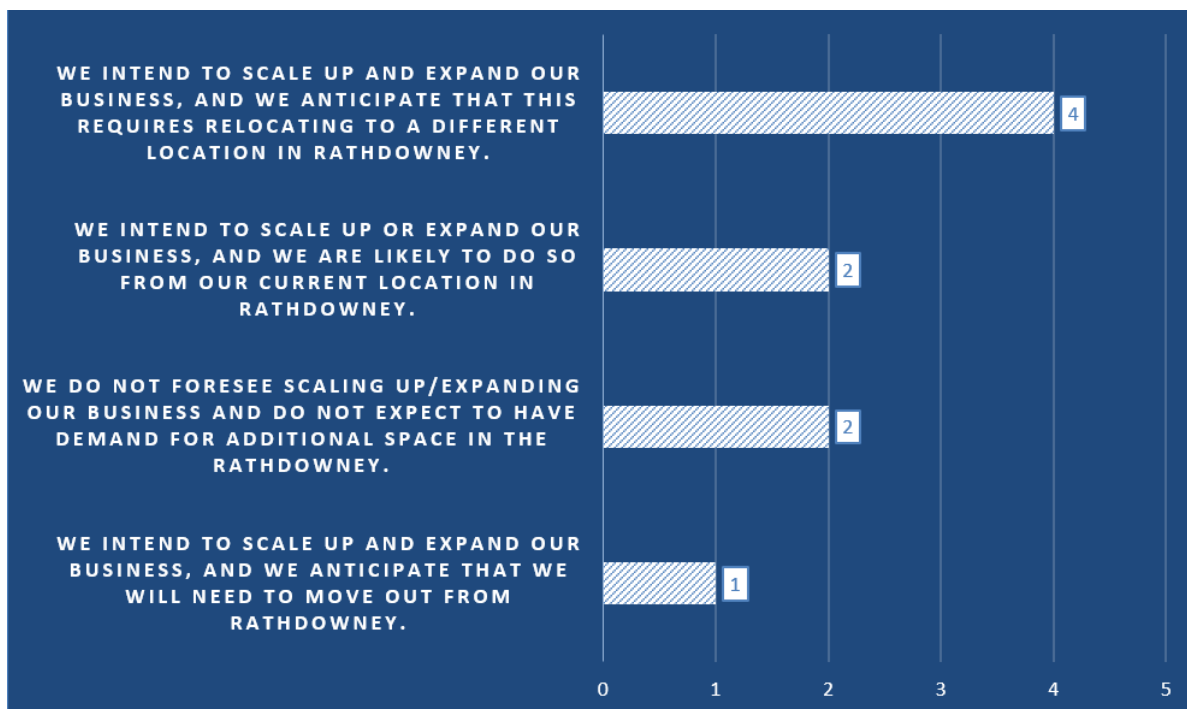 WE INTEND TO SCALE UP AND EXPAND OUR
BUSINESS, AND WE ANTICIPATE THAT THIS
REQUIRES RELOCATING TO A DIFFERENT
LOCATION IN RATHDOWNEY.
4
WE INTEND TO SCALE UP OR EXPAND OUR
BUSINESS, AND WE ARE LIKELY TO DO SO
FROM OUR CURRENT LOCATION IN
RATHDOWNEY.
2
WE DO NOT FORESEE SCALING UP/EXPANDING
OUR BUSINESS AND DO NOT EXPECT TO HAVE
DEMAND FOR ADDITIONAL SPACE IN THE
RATHDOWNEY.
2
WE INTEND TO SCALE UP AND EXPAND OUR
BUSINESS, AND WE ANTICIPATE THAT WE
WILL NEED TO MOVE OUT FROM
RATHDOWNEY.
1
0 1 2 3 4 5